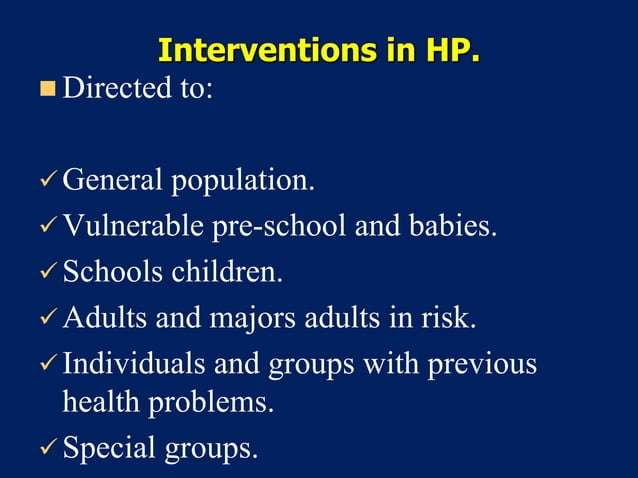 Interventions in HP.
Directed to:
General population.
Vulnerable pre-school and babies.
Schools children.
Adults and majors adults in risk.
Individuals and groups with previous
health problems.
Special groups.